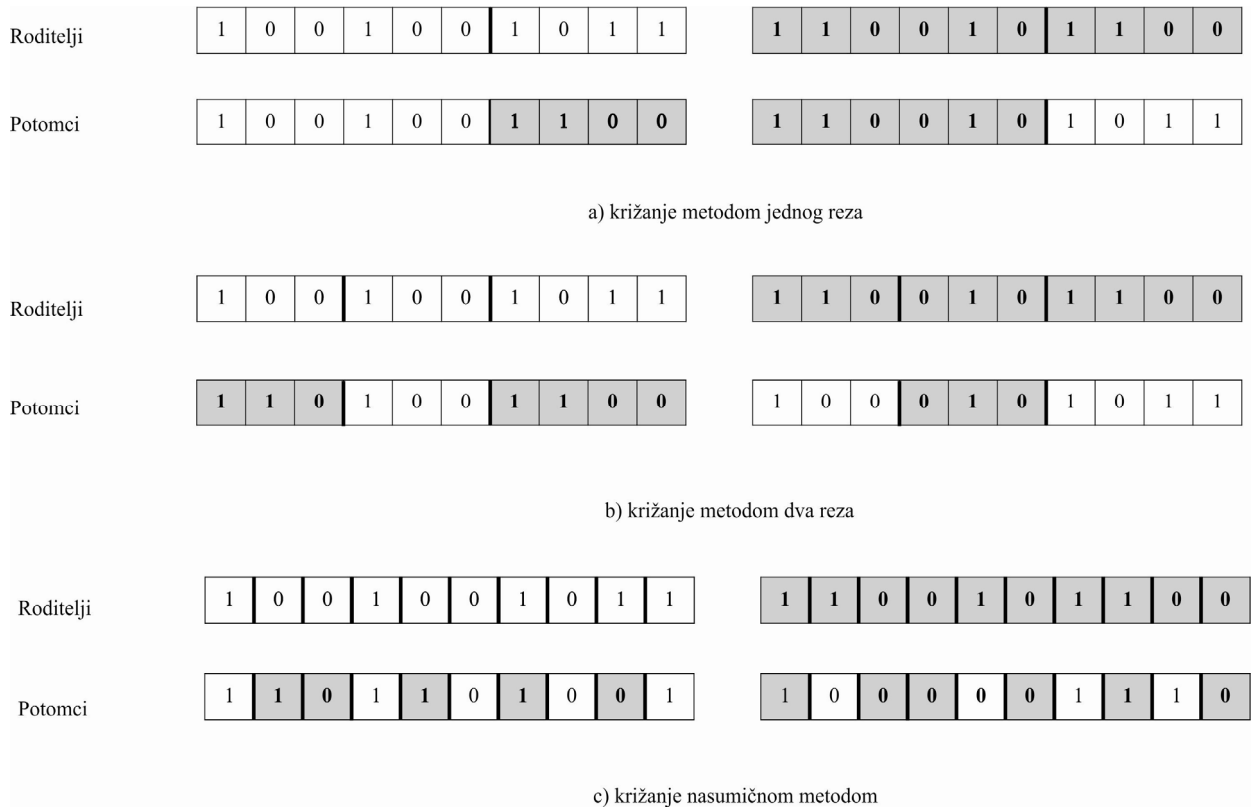 Roditelji 1 0 0 1 0 0 1 0 1 1 1 1 0 0 1 0 1 1 0 0
Potomci 1 0 0 1 0 0 1 1 0 0 1 1 0 0 1 0 1 0 1 1
a) križanje metodom jednog reza
Roditelji 1 0 0 1 0 0 1 0 1 1 1 1 0 0 1 0 1 1 0 0
Potomci 1 1 0 1 0 0 1 1 0 0 1 0 0 0 1 0 1 0 1 1
b) križanje metodom dva reza
Roditelji 1 0 0 1 0 0 1 0 1 1 1 1 0 0 1 0 1 1 0 0
Potomci 1 1 0 1 1 0 1 0 0 1 1 0 0 0 0 0 1 1 1 0
c) križanje nasumičnom metodom